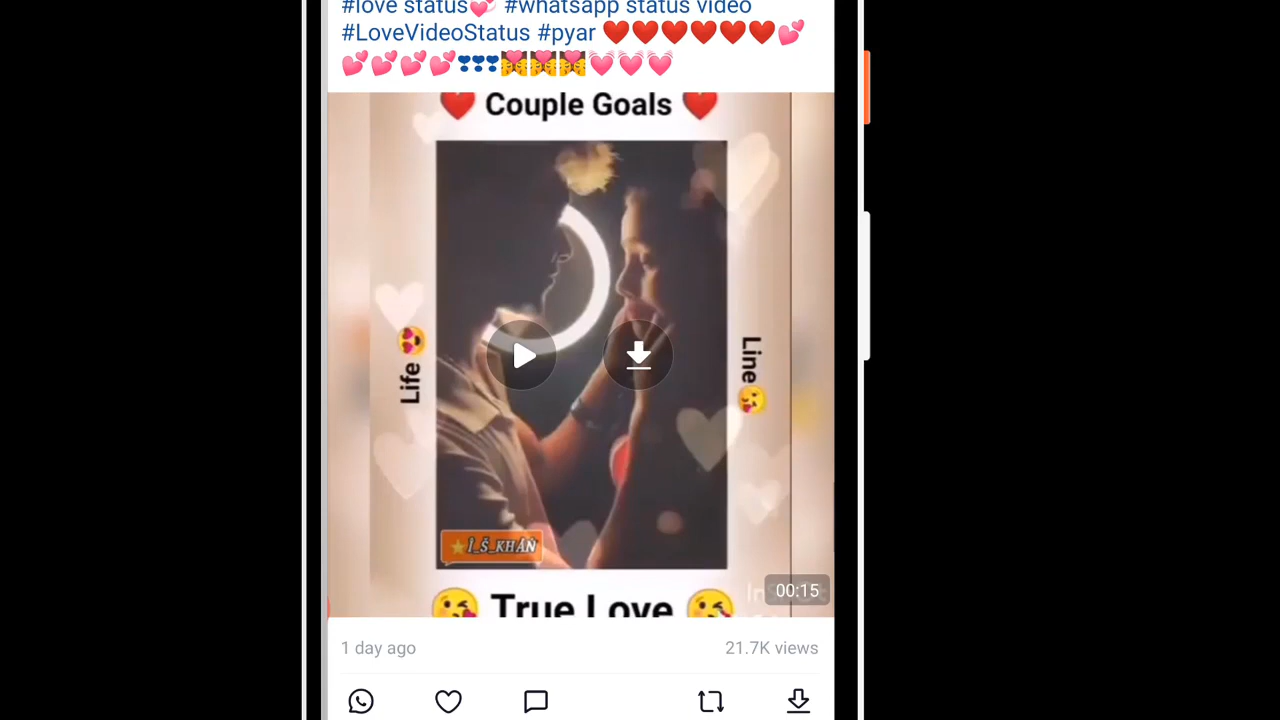 #love status💞 #whatsapp status video
#LoveVideoStatus #pyar ❤️❤️❤️❤️❤️❤️💕
💕💕💕💕❣❣❣👩‍❤️‍💋‍👨👩‍❤️‍💋‍👨👩‍❤️‍💋‍👨💓💓💓
❤️ Couple Goals ❤️
Life 😍
Line 😘
⭐Î_Š_KHÁŇ
😘 True Love 😘
00:15
1 day ago
21.7K views